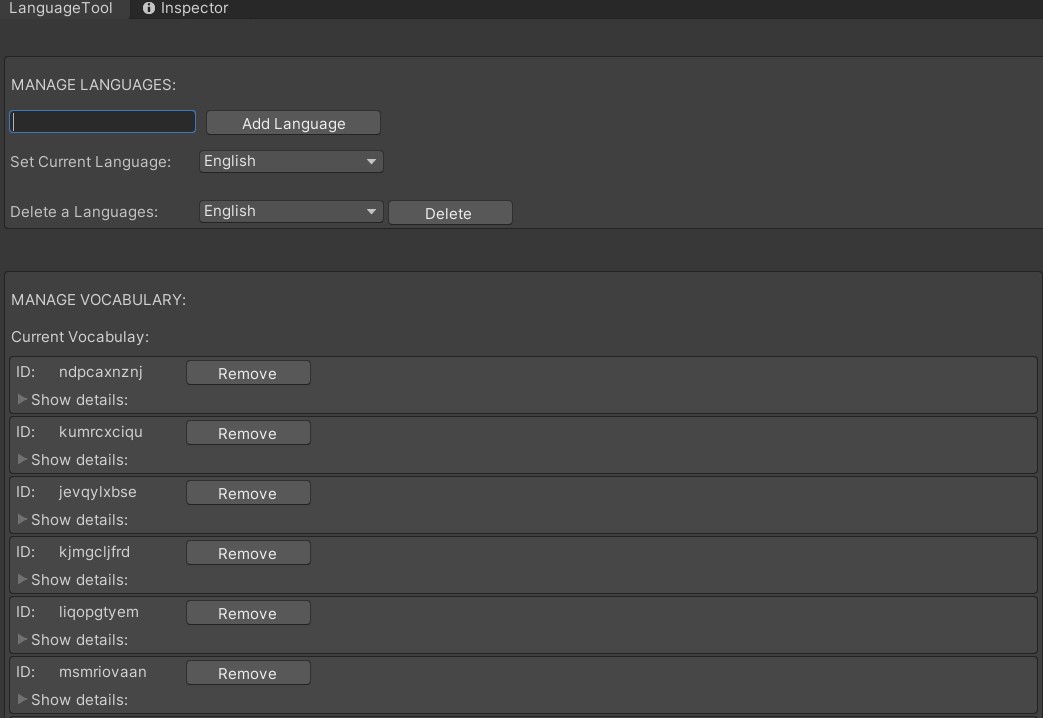 LanguageTool Inspector
MANAGE LANGUAGES:
Add Language
Set Current Language: English
Delete a Languages: English Delete
MANAGE VOCABULARY:
Current Vocabulay:
ID: ndpcaxnznj Remove
Show details:
ID: kumrcxciqu Remove
Show details:
ID: jevqylxbse Remove
Show details:
ID: kjmgcljfrd Remove
Show details:
ID: liqopgtyem Remove
Show details:
ID: msmriovaan Remove
Show details: